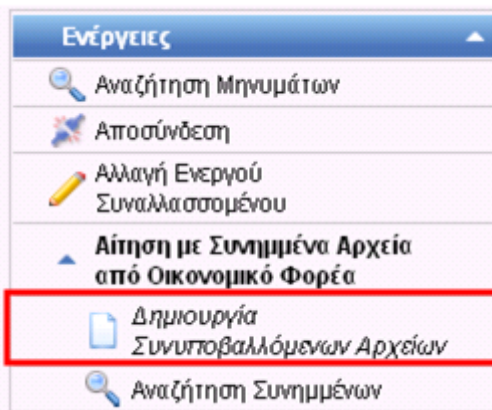 Ενέργειες
Αναζήτηση Μηνυμάτων
Αποσύνδεση
Αλλαγή Ενεργού
Συναλλασσομένου
Αίτηση με Συνημμένα Αρχεία
από Οικονομικό Φορέα
Δημιουργία
Συνυποβαλλόμενων Αρχείων
Αναζήτηση Συνημμένων